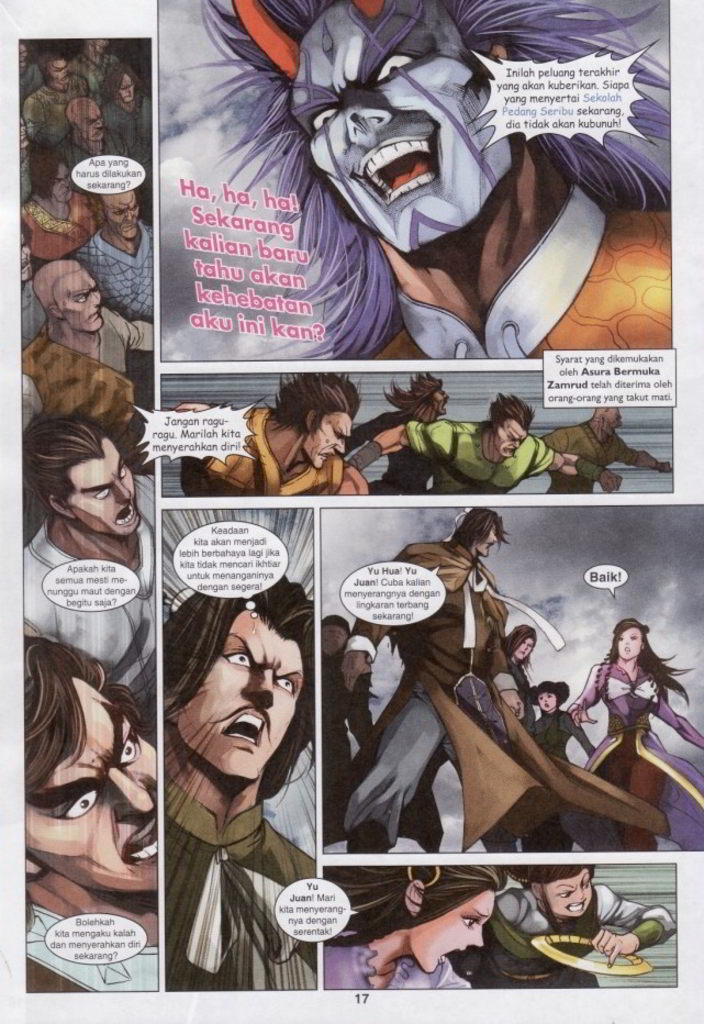 Inilah peluang terakhir
yang akan kuberikan. Siapa
yang menyertai Sekolah
Pedang Seribu sekarang,
dia tidak akan kubunuh!
Ha, ha, ha!
Sekarang
kalian baru
tahu akan
kehebatan
aku ini kan?
Apa yang
harus dilakukan
sekarang?
Syarat yang dikemukakan
oleh Asura Bermuka
Zamrud telah diterima oleh
orang-orang yang takut mati.
Jangan ragu-
ragu. Marilah kita
menyerahkan diri!
Apakah kita
semua mesti me-
nunggu maut dengan
begitu saja?
Keadaan
kita akan menjadi
lebih berbahaya lagi jika
kita tidak mencari ikhtiar
untuk menanganinya
dengan segera!
Yu Hua! Yu
Juan! Cuba kalian
menyerangnya dengan
lingkaran terbang
sekarang!
Baik!
Bolehkah
kita mengaku kalah
dan menyerahkan diri
sekarang?
Yu
Juan! Mari
kita menyerang-
nya dengan
serentak!
17